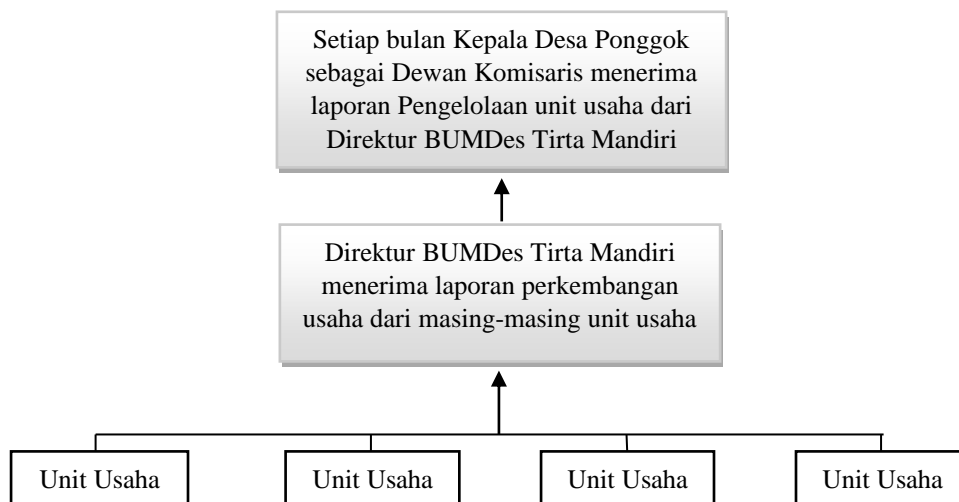 Setiap bulan Kepala Desa Ponggok
sebagai Dewan Komisaris menerima
laporan Pengelolaan unit usaha dari
Direktur BUMDes Tirta Mandiri
Direktur BUMDes Tirta Mandiri
menerima laporan perkembangan
usaha dari masing-masing unit usaha
Unit Usaha
Unit Usaha
Unit Usaha
Unit Usaha